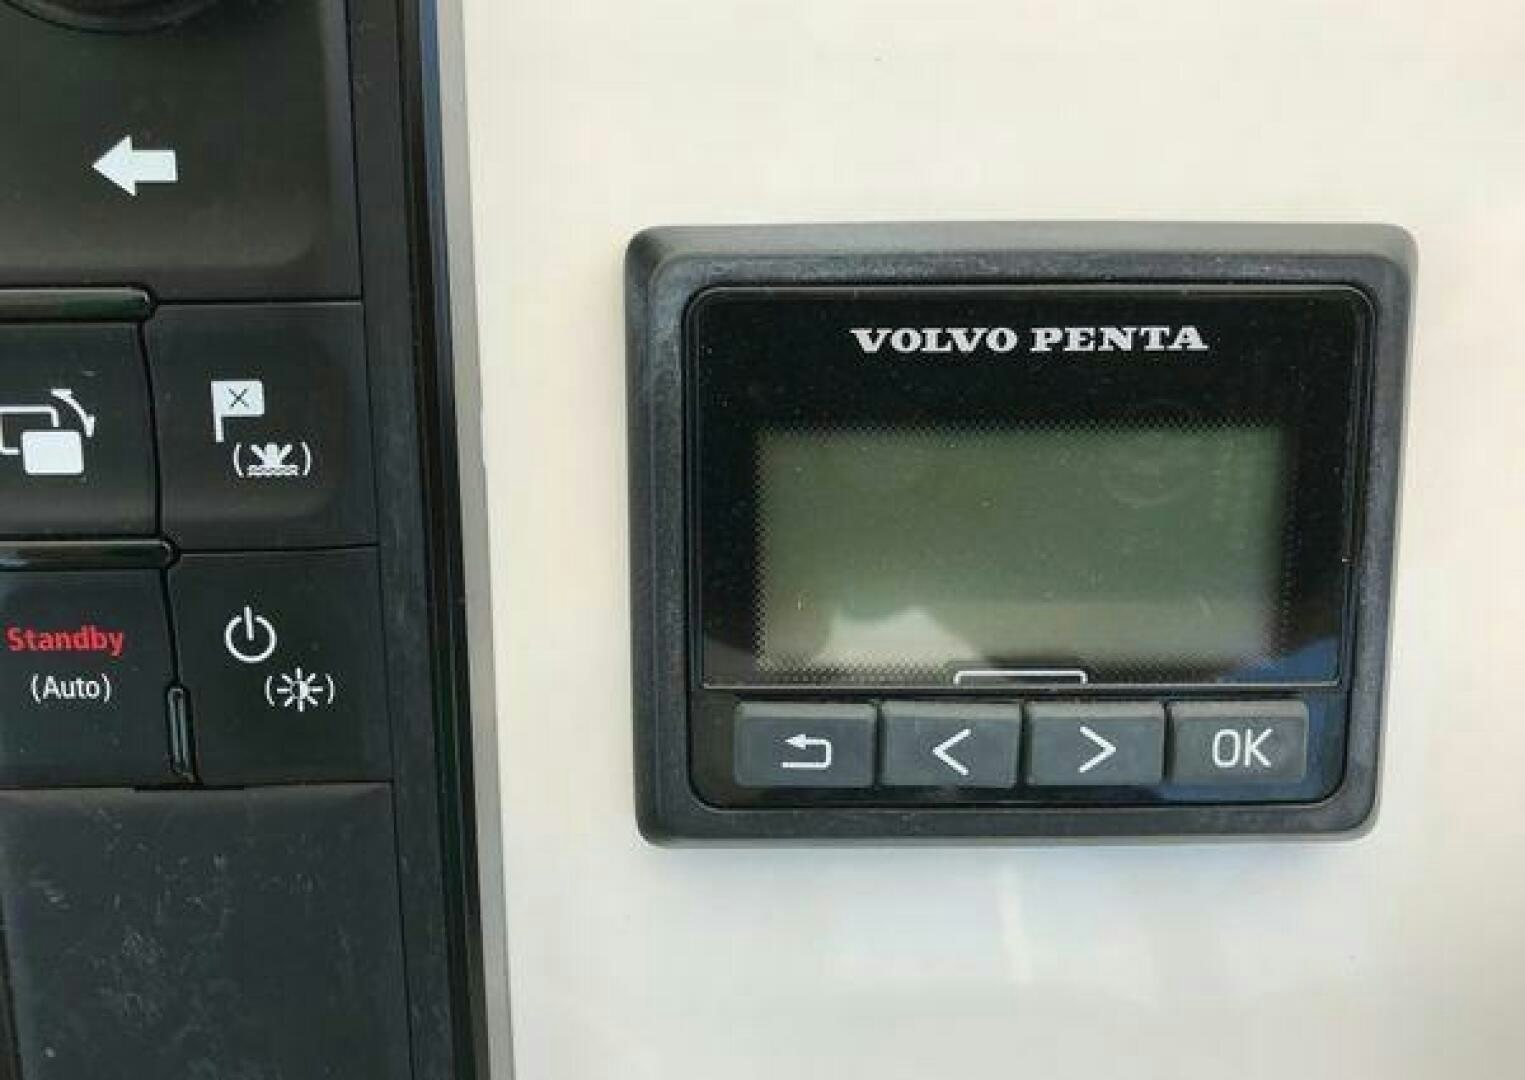 VOLVO PENTA
Standby
(Auto)
OK